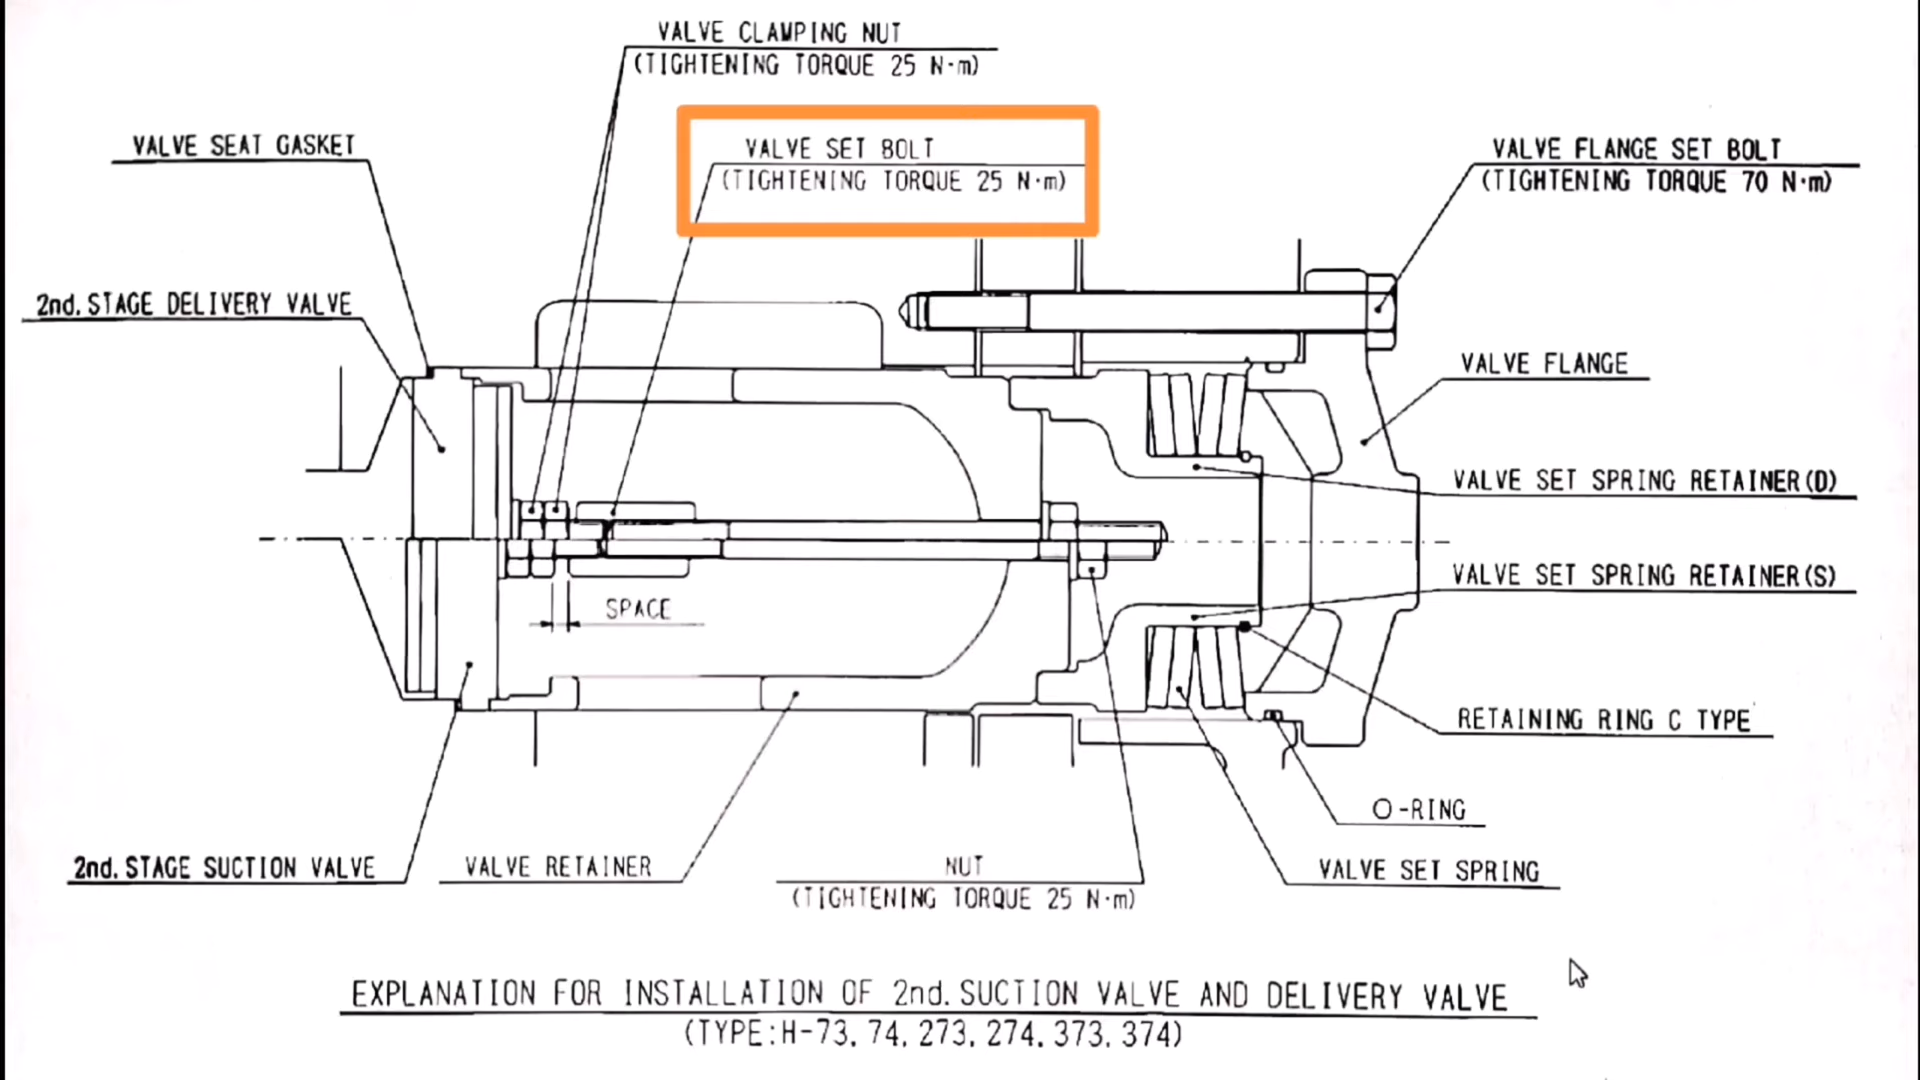 VALVE CLAMPING NUT
(TIGHTENING TORQUE 25 N·m)
VALVE SEAT GASKET
VALVE SET BOLT
(TIGHTENING TORQUE 25 N·m)
VALVE FLANGE SET BOLT
(TIGHTENING TORQUE 70 N·m)
2nd. STAGE DELIVERY VALVE
VALVE FLANGE
VALVE SET SPRING RETAINER(D)
VALVE SET SPRING RETAINER(S)
SPACE
RETAINING RING C TYPE
O-RING
2nd. STAGE SUCTION VALVE
VALVE RETAINER
NUT
(TIGHTENING TORQUE 25 N·m)
VALVE SET SPRING
EXPLANATION FOR INSTALLATION OF 2nd. SUCTION VALVE AND DELIVERY VALVE
(TYPE:H-73, 74, 273, 274, 373, 374)